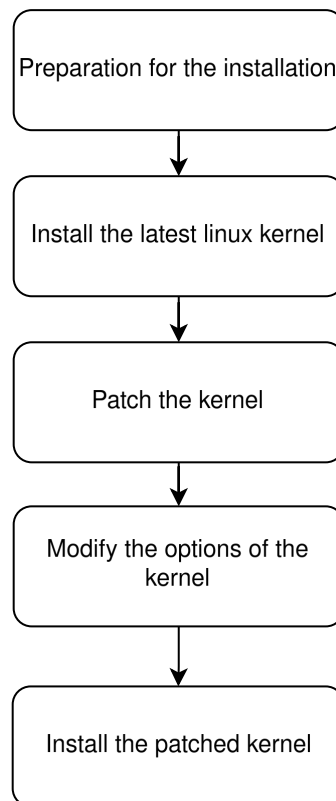 Preparation for the installation
Install the latest linux kernel
Patch the kernel
Modify the options of the
kernel
Install the patched kernel